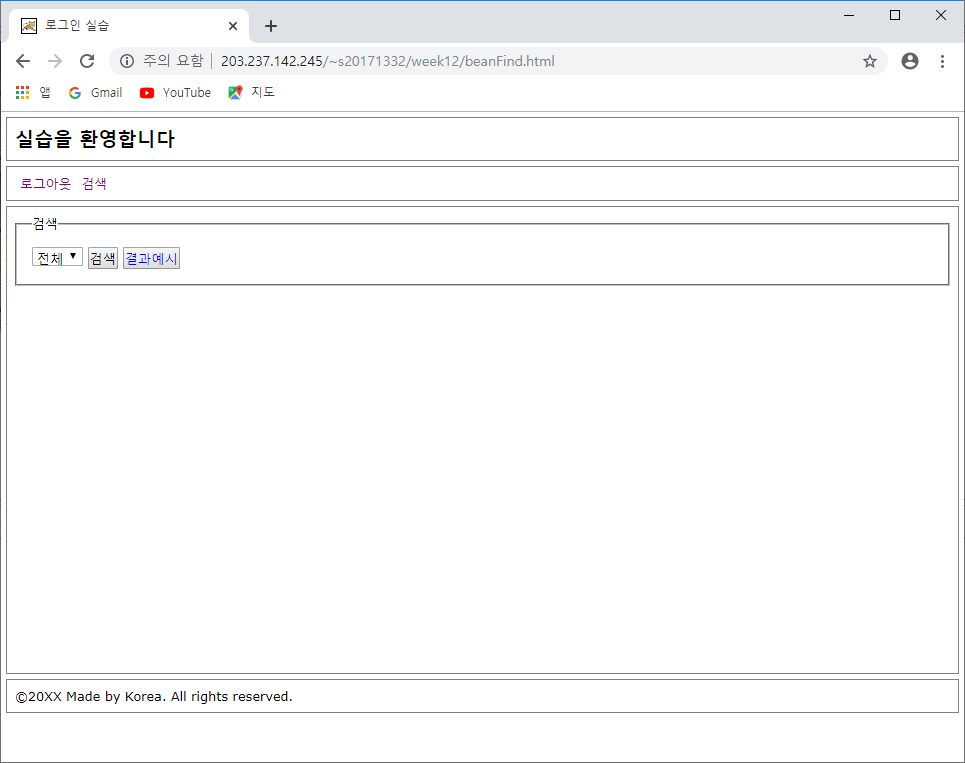 로그인 실습
주의 요함 203.237.142.245/~s20171332/week12/beanFind.html
앱 Gmail YouTube 지도
실습을 환영합니다
로그아웃 검색
검색
전체 검색 결과예시
©20XX Made by Korea. All rights reserved.